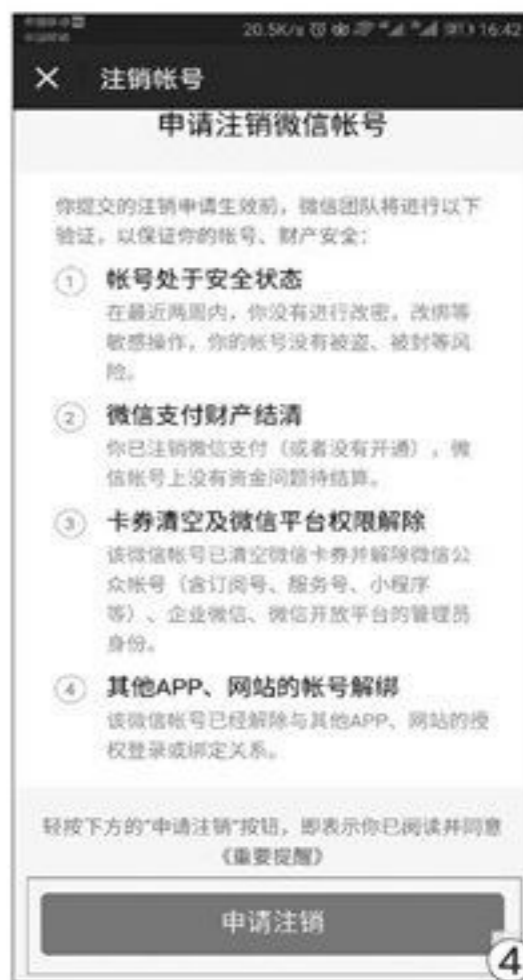 20.5K/s 16:42
注销帐号
申请注销微信帐号
你提交的注销申请生效前，微信团队将进行以下
验证，以保证你的帐号、财产安全：
① 帐号处于安全状态
在最近两周内，你没有进行改密、改绑等
敏感操作，你的帐号没有被盗、被封等风
险。
② 微信支付财产结清
你已注销微信支付（或者没有开通），微
信帐号上没有资金问题待结算。
③ 卡券清空及微信平台权限解除
该微信帐号已清空微信卡券并解除微信公
众帐号（含订阅号、服务号、小程序
等）、企业微信、微信开放平台的管理员
身份。
④ 其他APP、网站的帐号解绑
该微信帐号已经解除与其他APP、网站的授
权登录或绑定关系。
轻按下方的“申请注销”按钮，即表示你已阅读并同意
《重要提醒》
申请注销
④